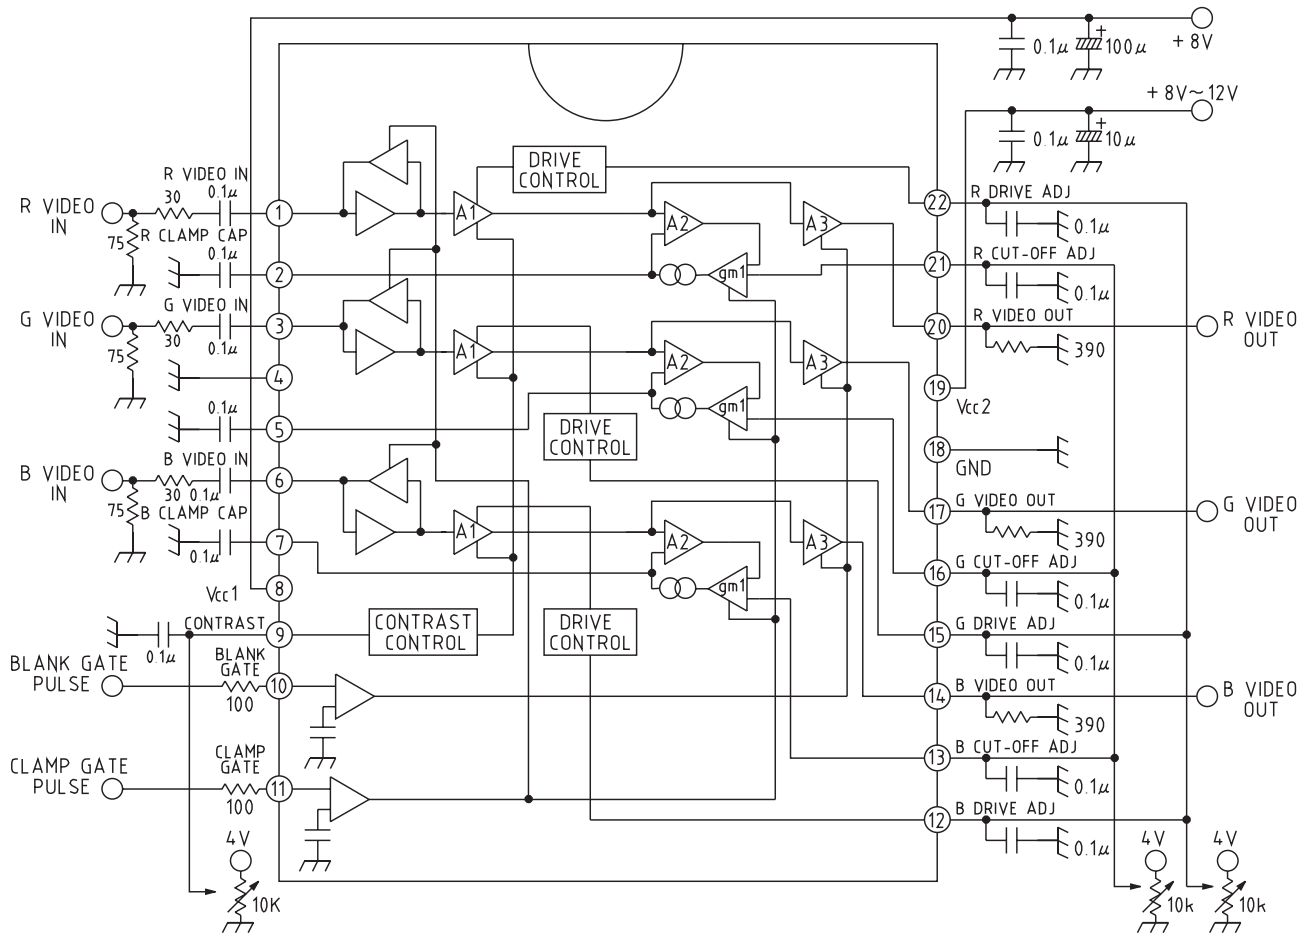 + 8V
0.1μ
100μ
+
+ 8V~12V
0.1μ
10μ
+
R VIDEO IN
0.1μ
30
R VIDEO
IN
75
1
R CLAMP CAP
0.1μ
2
G VIDEO IN
G VIDEO
IN
30
0.1μ
75
3
4
0.1μ
5
B VIDEO IN
B VIDEO
IN
30
0.1μ
75
6
B CLAMP CAP
0.1μ
7
Vcc1
8
CONTRAST
0.1μ
9
BLANK GATE
PULSE
BLANK
GATE
100
10
CLAMP GATE
PULSE
CLAMP
GATE
100
11
4V
10K
DRIVE
CONTROL
A1
A2
A3
gm1
A1
A2
A3
gm1
DRIVE
CONTROL
A1
A2
A3
gm1
CONTRAST
CONTROL
DRIVE
CONTROL
22
R DRIVE ADJ
0.1μ
21
R CUT-OFF ADJ
0.1μ
20
R VIDEO OUT
390
R VIDEO
OUT
19
Vcc2
18
GND
17
G VIDEO OUT
390
G VIDEO
OUT
16
G CUT-OFF ADJ
0.1μ
15
G DRIVE ADJ
0.1μ
14
B VIDEO OUT
390
B VIDEO
OUT
13
B CUT-OFF ADJ
0.1μ
12
B DRIVE ADJ
0.1μ
4V
10k
4V
10k